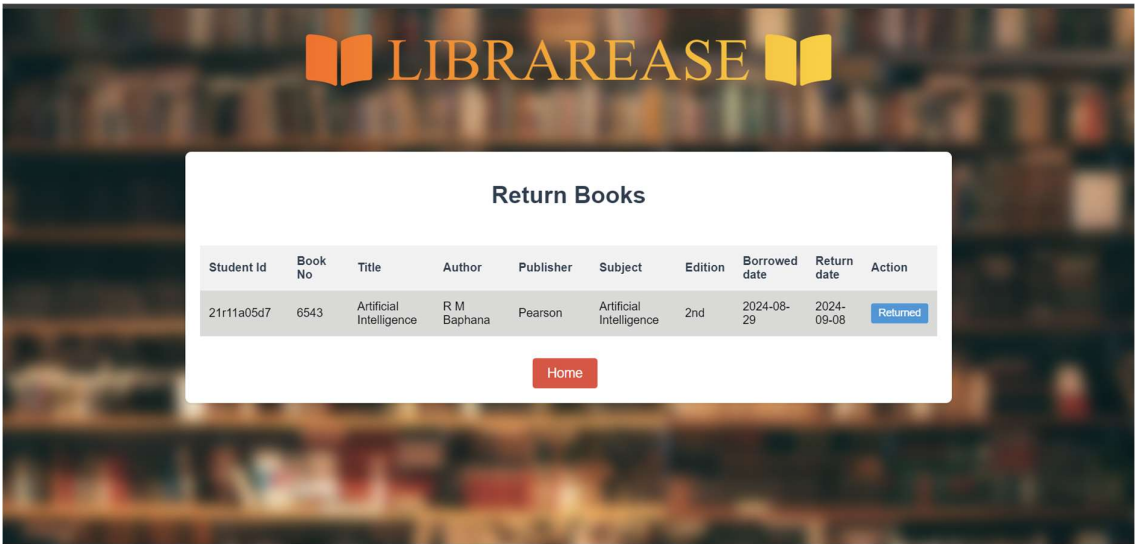 LIBRAREASE
Return Books
Student Id Book No Title Author Publisher Subject Edition Borrowed date Return date Action
21r11a05d7 6543 Artificial Intelligence R M Baphana Pearson Artificial Intelligence 2nd 2024-08-29 2024-09-08 Returned
Home